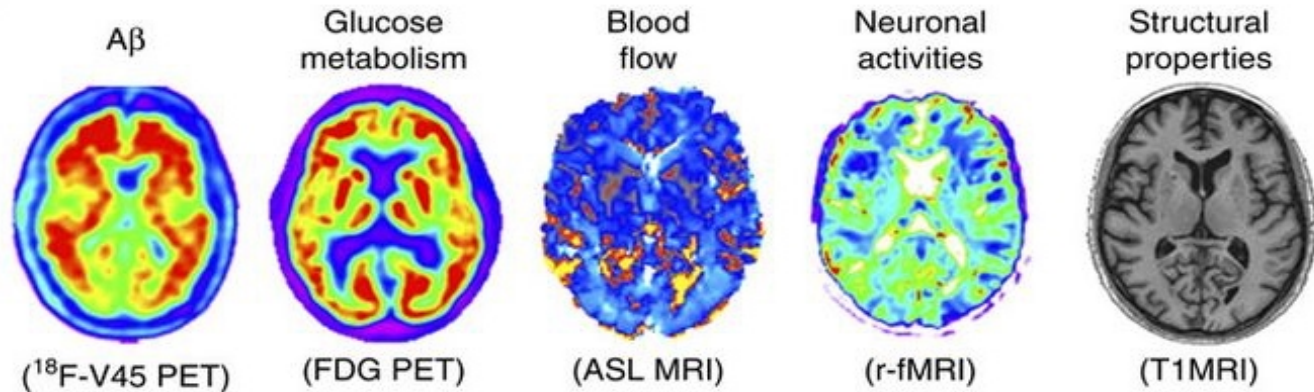 Aβ
Glucose
metabolism
Blood
flow
Neuronal
activities
Structural
properties
(¹⁸F-V45 PET)
(FDG PET)
(ASL MRI)
(r-fMRI)
(T1MRI)